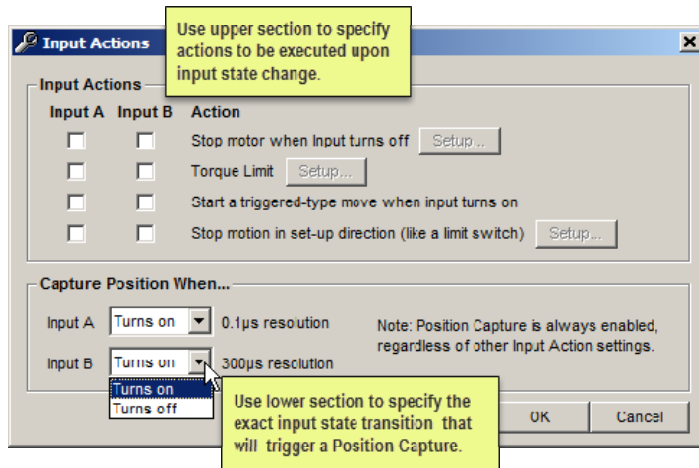 Use upper section to specify
actions to be executed upon
input state change.
Input Actions
Input Actions
Input A Input B Action
Stop motor when Input turns off Setup...
Torque Limit Setup...
Start a triggered-type move when input turns on
Stop motion in set-up direction (like a limit switch) Setup...
Capture Position When...
Input A Turns on 0.1µs resolution
Note: Position Capture is always enabled,
regardless of other Input Action settings.
Input B Turns on 300µs resolution
Turns on
Turns off
Use lower section to specify the
exact input state transition that
will trigger a Position Capture.
OK Cancel